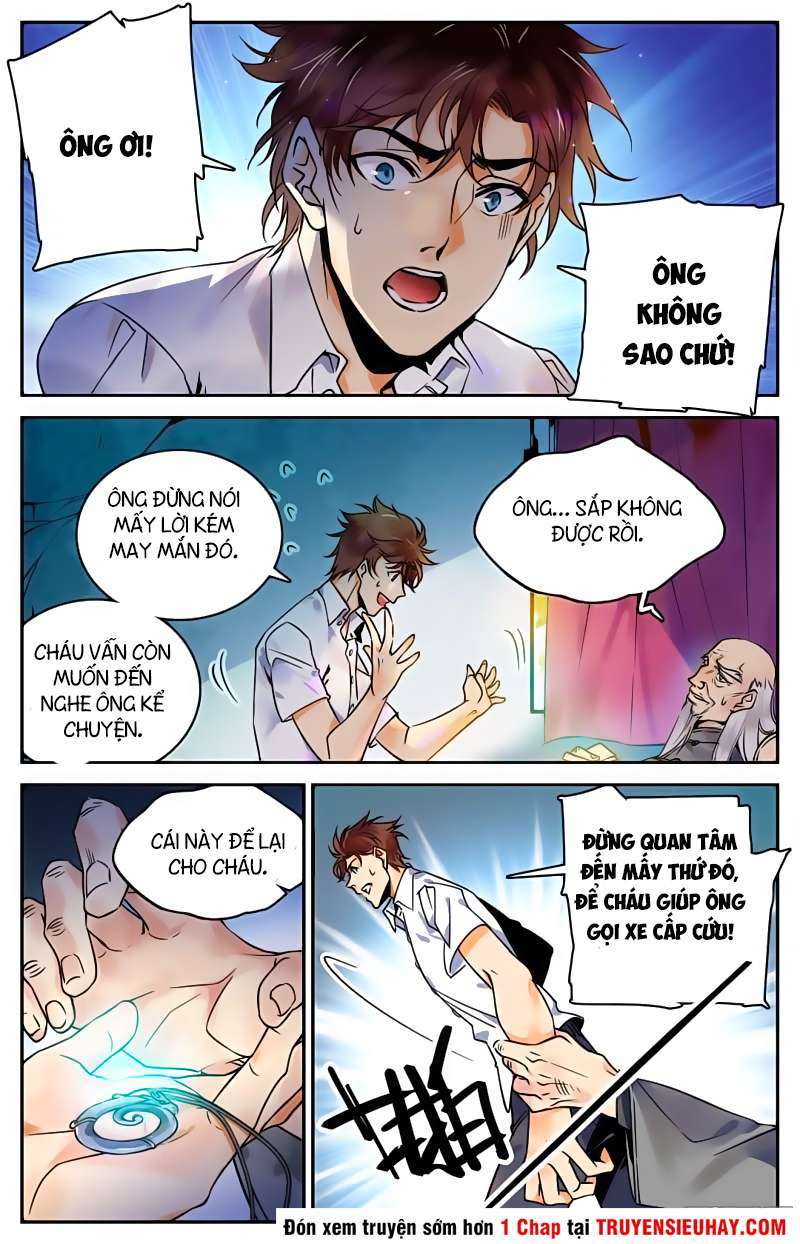 ÔNG ƠI!
ÔNG
KHÔNG
SAO CHỨ!
ÔNG... SẮP KHÔNG
ĐƯỢC RỒI.
ÔNG ĐỪNG NÓI
MẤY LỜI KÉM
MAY MẮN ĐÓ.
CHÁU VẪN CÒN
MUỐN ĐẾN
NGHE ÔNG KỂ
CHUYỆN.
CÁI NÀY ĐỂ LẠI
CHO CHÁU.
ĐỪNG QUAN TÂM
ĐẾN MẤY THỨ ĐÓ,
ĐỂ CHÁU GIÚP ÔNG
GỌI XE CẤP CỨU!
Đón xem truyện sớm hơn 1 Chap tại TRUYENSIEUHAY.COM